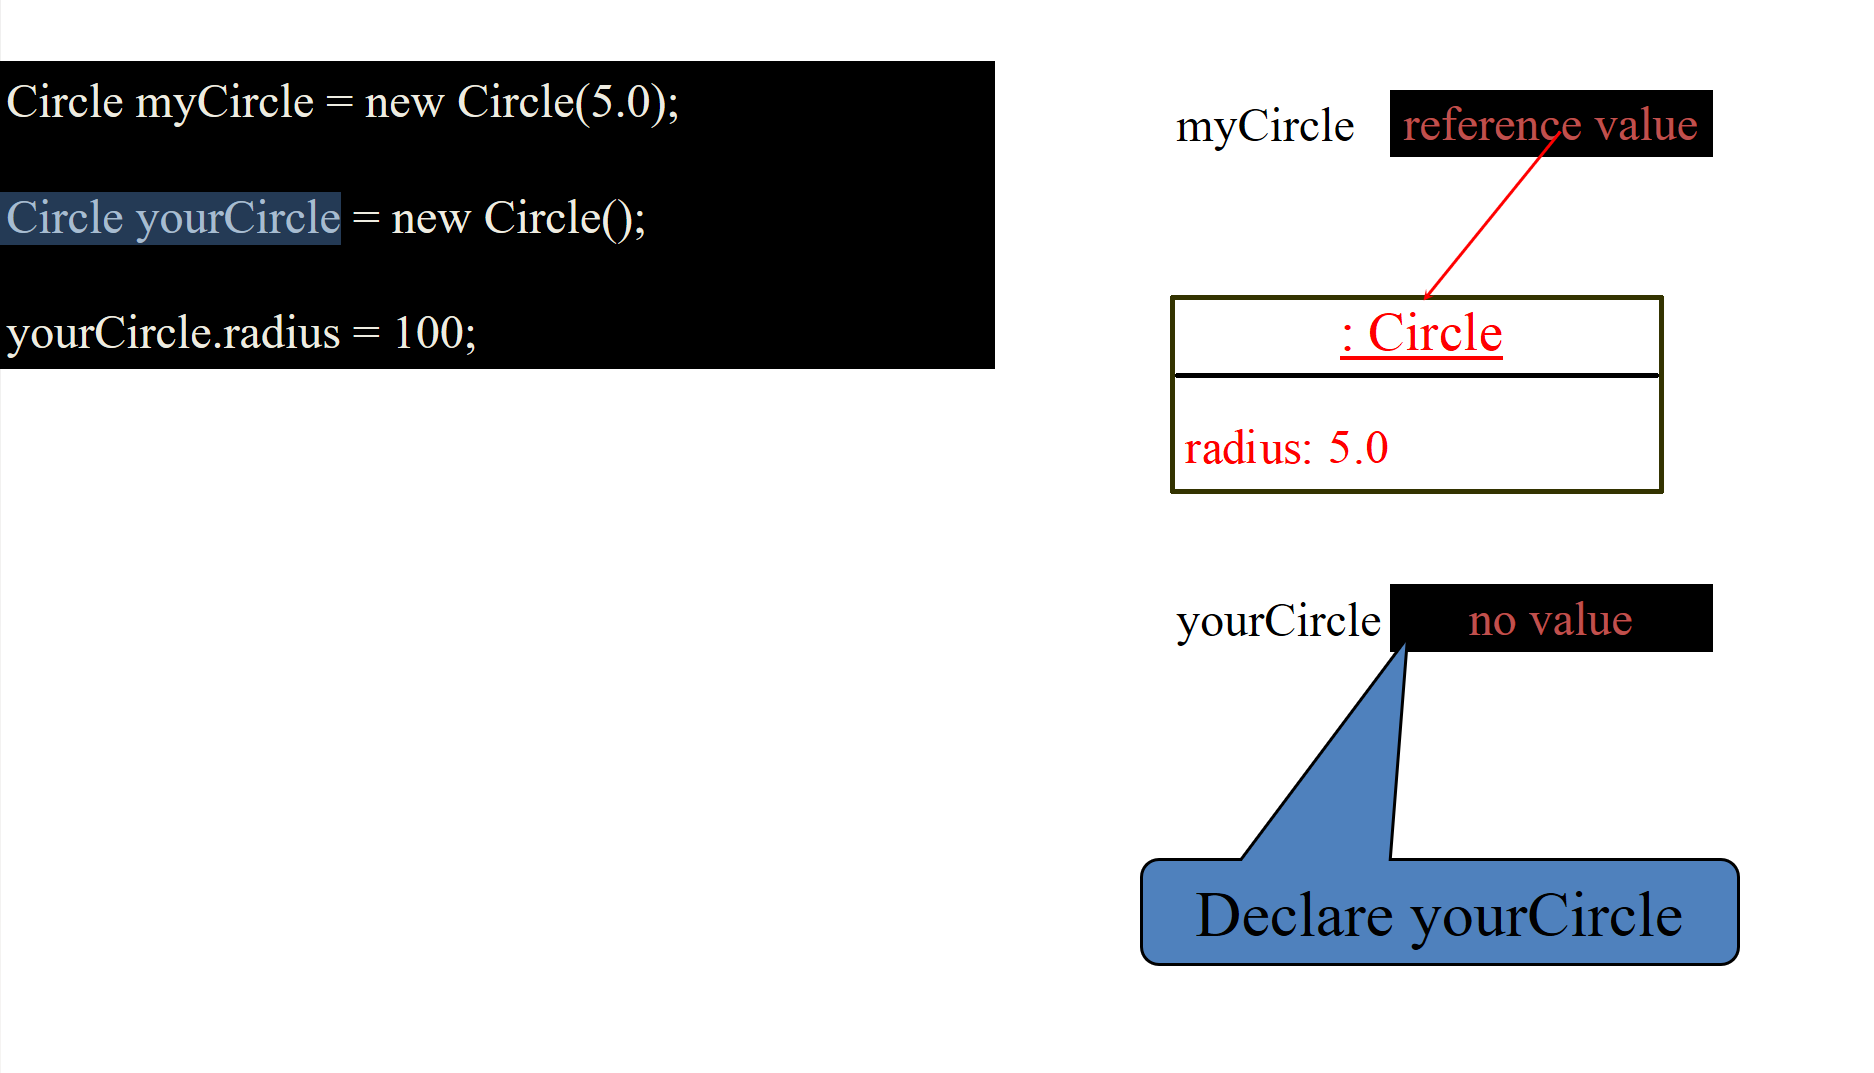 Circle myCircle = new Circle(5.0);
Circle yourCircle = new Circle();
yourCircle.radius = 100;
myCircle
reference value
: Circle
radius: 5.0
yourCircle
no value
Declare yourCircle